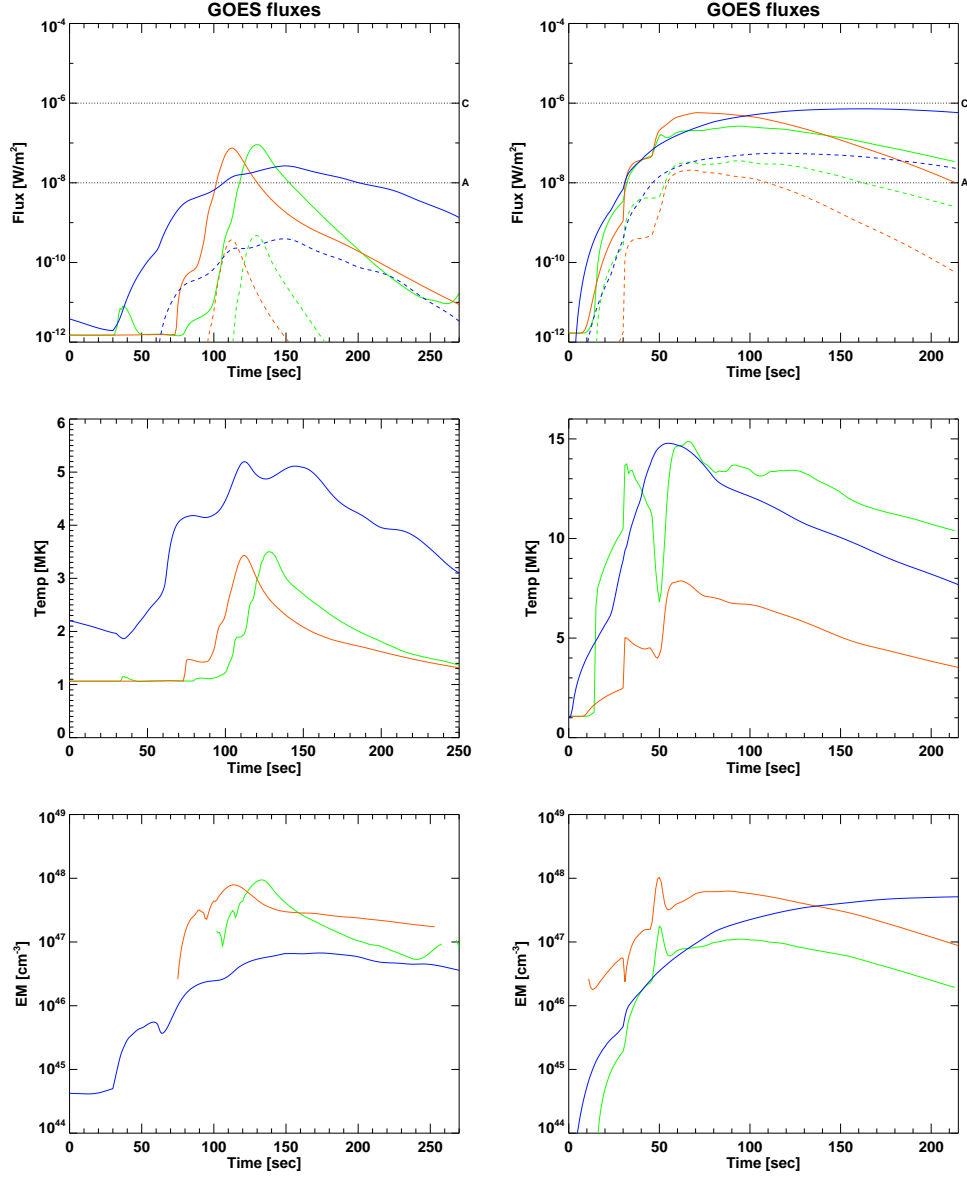 GOES fluxes
10^-4
10^-6
10^-8
10^-10
10^-12
Flux [W/m^2]
C
A
0 50 100 150 200 250
Time [sec]
GOES fluxes
10^-4
10^-6
10^-8
10^-10
10^-12
Flux [W/m^2]
C
A
0 50 100 150 200
Time [sec]
6
5
4
3
2
1
0
Temp [MK]
0 50 100 150 200 250
Time [sec]
15
10
5
0
Temp [MK]
0 50 100 150 200
Time [sec]
10^49
10^48
10^47
10^46
10^45
10^44
EM [cm^-3]
0 50 100 150 200 250
Time [sec]
10^49
10^48
10^47
10^46
10^45
10^44
EM [cm^-3]
0 50 100 150 200
Time [sec]